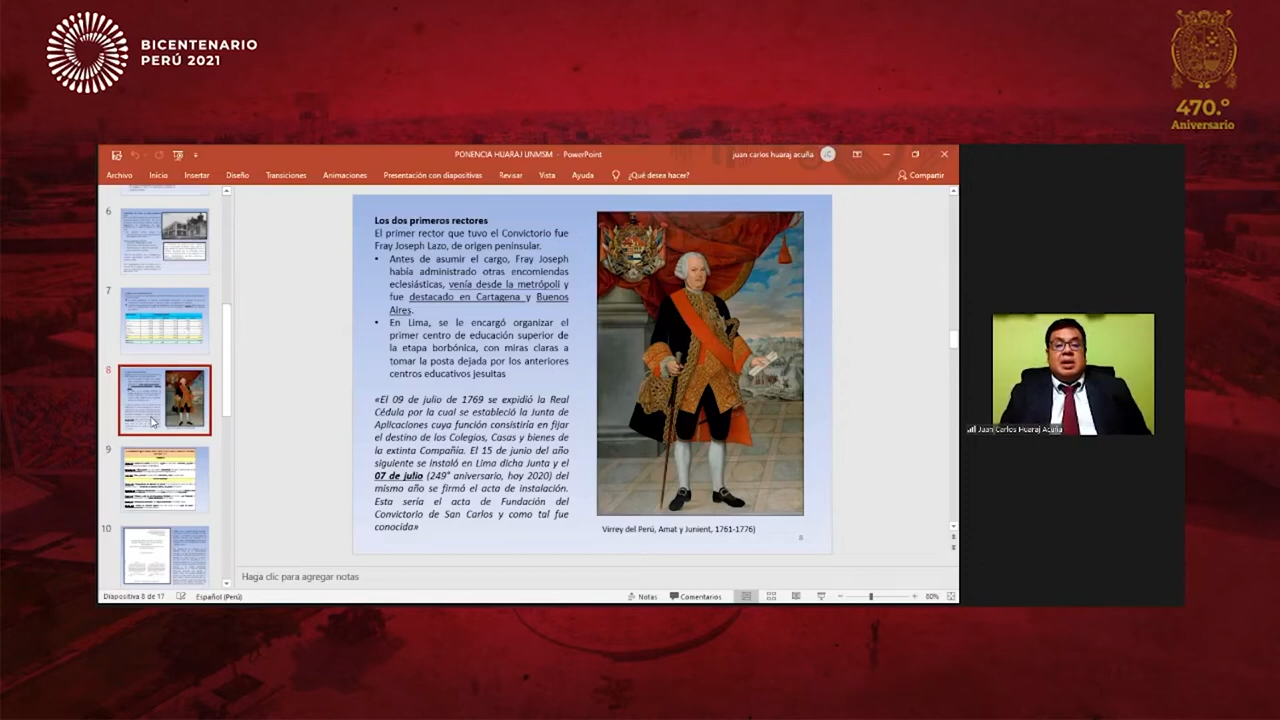 BICENTENARIO
PERÚ 2021
470.°
Aniversario
PONENCIA HUARAJ UNMSM - PowerPoint
juan carlos huaraj acuña
Archivo Inicio Insertar Diseño Transiciones Animaciones Presentación con diapositivas Revisar Vista Ayuda ¿Qué desea hacer? Compartir
6
7
8
9
10
Los dos primeros rectores
El primer rector que tuvo el Convictorio fue
Fray Joseph Lazo, de origen peninsular.
• Antes de asumir el cargo, Fray Joseph
había administrado otras encomiendas
eclesiásticas, venía desde la metrópoli y
fue destacado en Cartagena y Buenos
Aires.
• En Lima, se le encargó organizar el
primer centro de educación superior de
la etapa borbónica, con miras claras a
tomar la posta dejada por los anteriores
centros educativos jesuitas
«El 09 de julio de 1769 se expidió la Real
Cédula por la cual se estableció la Junta de
Aplicaciones cuya función consistiría en fijar
el destino de los Colegios, Casas y bienes de
la extinta Compañía. El 15 de junio del año
siguiente se instaló en Lima dicha Junta y el
07 de julio (249° aniversario, hoy 2020) del
mismo año se firmó el acta de instalación.
Esta sería el acta de Fundación del
Convictorio de San Carlos y como tal fue
conocida»
Virrey del Perú, Amat y Junient, 1761-1776)
8
Juan Carlos Huaraj Acuña
Haga clic para agregar notas
Diapositiva 8 de 17 Español (Perú) Notas Comentarios 80%